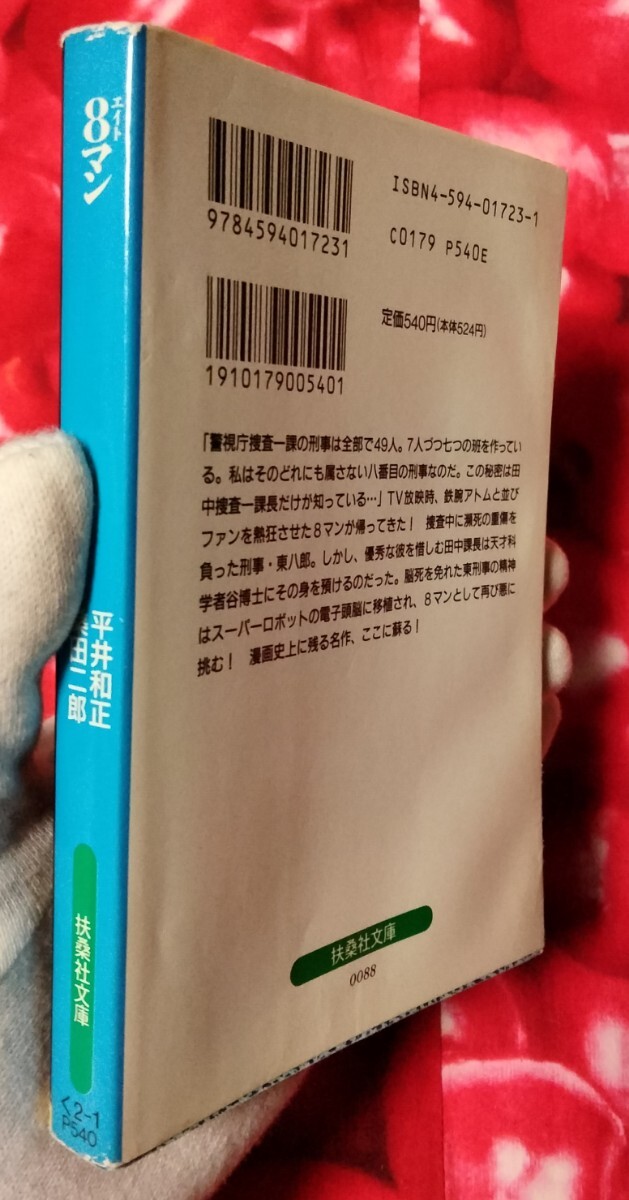 エイト
8マン
平井和正
田二郎
扶桑社文庫
く2-1
P540
ISBN4-594-01723-1
9784594017231
C0179 P540E
定価540円(本体524円)
1910179005401
「警視庁捜査一課の刑事は全部で49人。7人づつ七つの班を作ってい
る。私はそのどれにも属さない八番目の刑事なのだ。この秘密は田
中捜査一課長だけが知っている…」TV放映時、鉄腕アトムと並び
ファンを熱狂させた8マンが帰ってきた! 捜査中に瀕死の重傷を
負った刑事・東八郎。しかし、優秀な彼を惜しむ田中課長は天才科
学者谷博士にその身を預けるのだった。脳死を免れた東刑事の精神
はスーパーロボットの電子頭脳に移植され、8マンとして再び悪に
挑む! 漫画史上に残る名作、ここに蘇る!
扶桑社文庫
0088